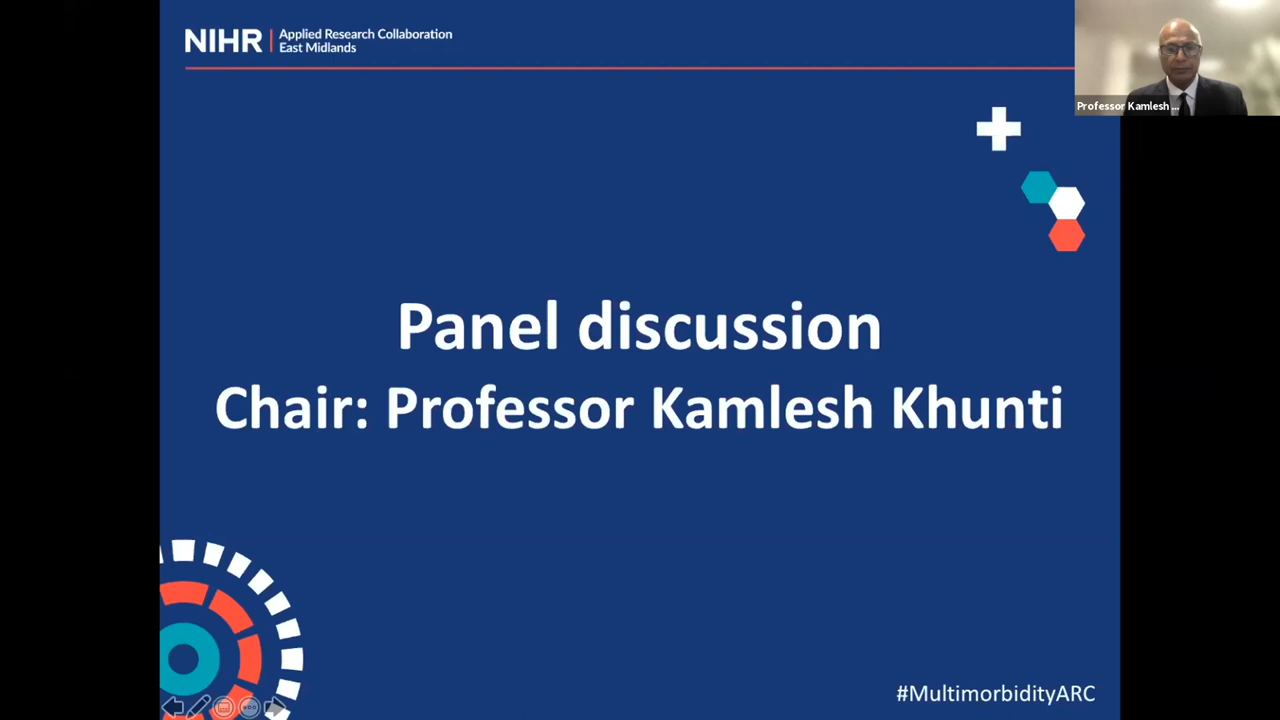 NIHR | Applied Research Collaboration
East Midlands
Professor Kamlesh ...
Panel discussion
Chair: Professor Kamlesh Khunti
#MultimorbidityARC